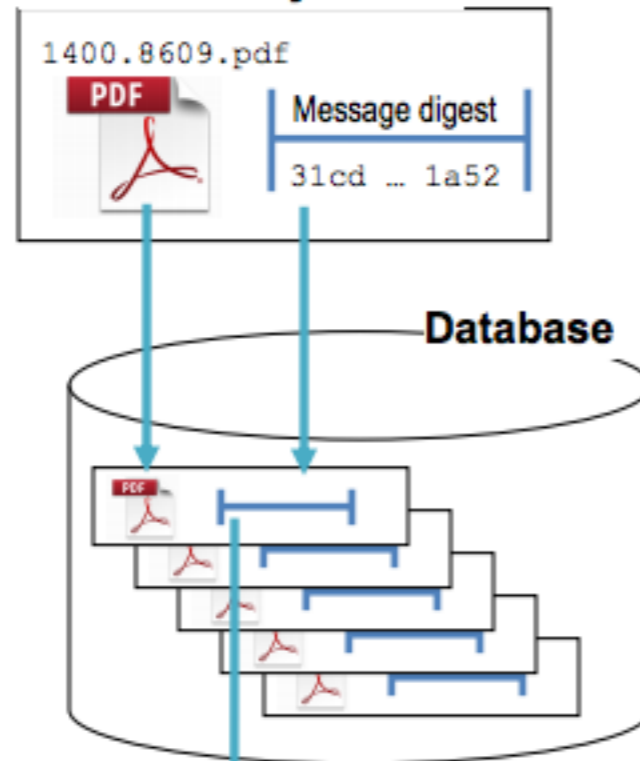 1400.8609.pdf
PDF
Message digest
31cd … 1a52
Database
PDF